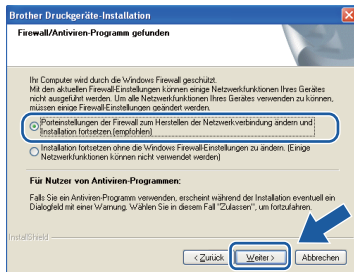 Brother Druckgeräte-Installation
Firewall/Antiviren-Programm gefunden
Ihr Computer wird durch die Windows Firewall geschützt.
Mit den aktuellen Firewall-Einstellungen können einige Netzwerkfunktionen Ihres Gerätes
nicht ausgeführt werden. Um alle Netzwerkfunktionen Ihres Gerätes verwenden zu können,
müssen einige Firewall-Einstellungen geändert werden.
Porteinstellungen der Firewall zum Herstellen der Netzwerkverbindung ändern und
Installation fortsetzen.(empfohlen)
Installation fortsetzen ohne die Windows Firewall-Einstellungen zu ändern. (Einige
Netzwerkfunktionen können nicht verwendet werden)
Für Nutzer von Antiviren-Programmen:
Falls Sie ein Antiviren-Programm verwenden, erscheint während der Installation eventuell ein
Dialogfeld mit einer Warnung. Wählen Sie in diesem Fall "Zulassen", um fortzufahren.
InstallShield
< Zurück Weiter > Abbrechen